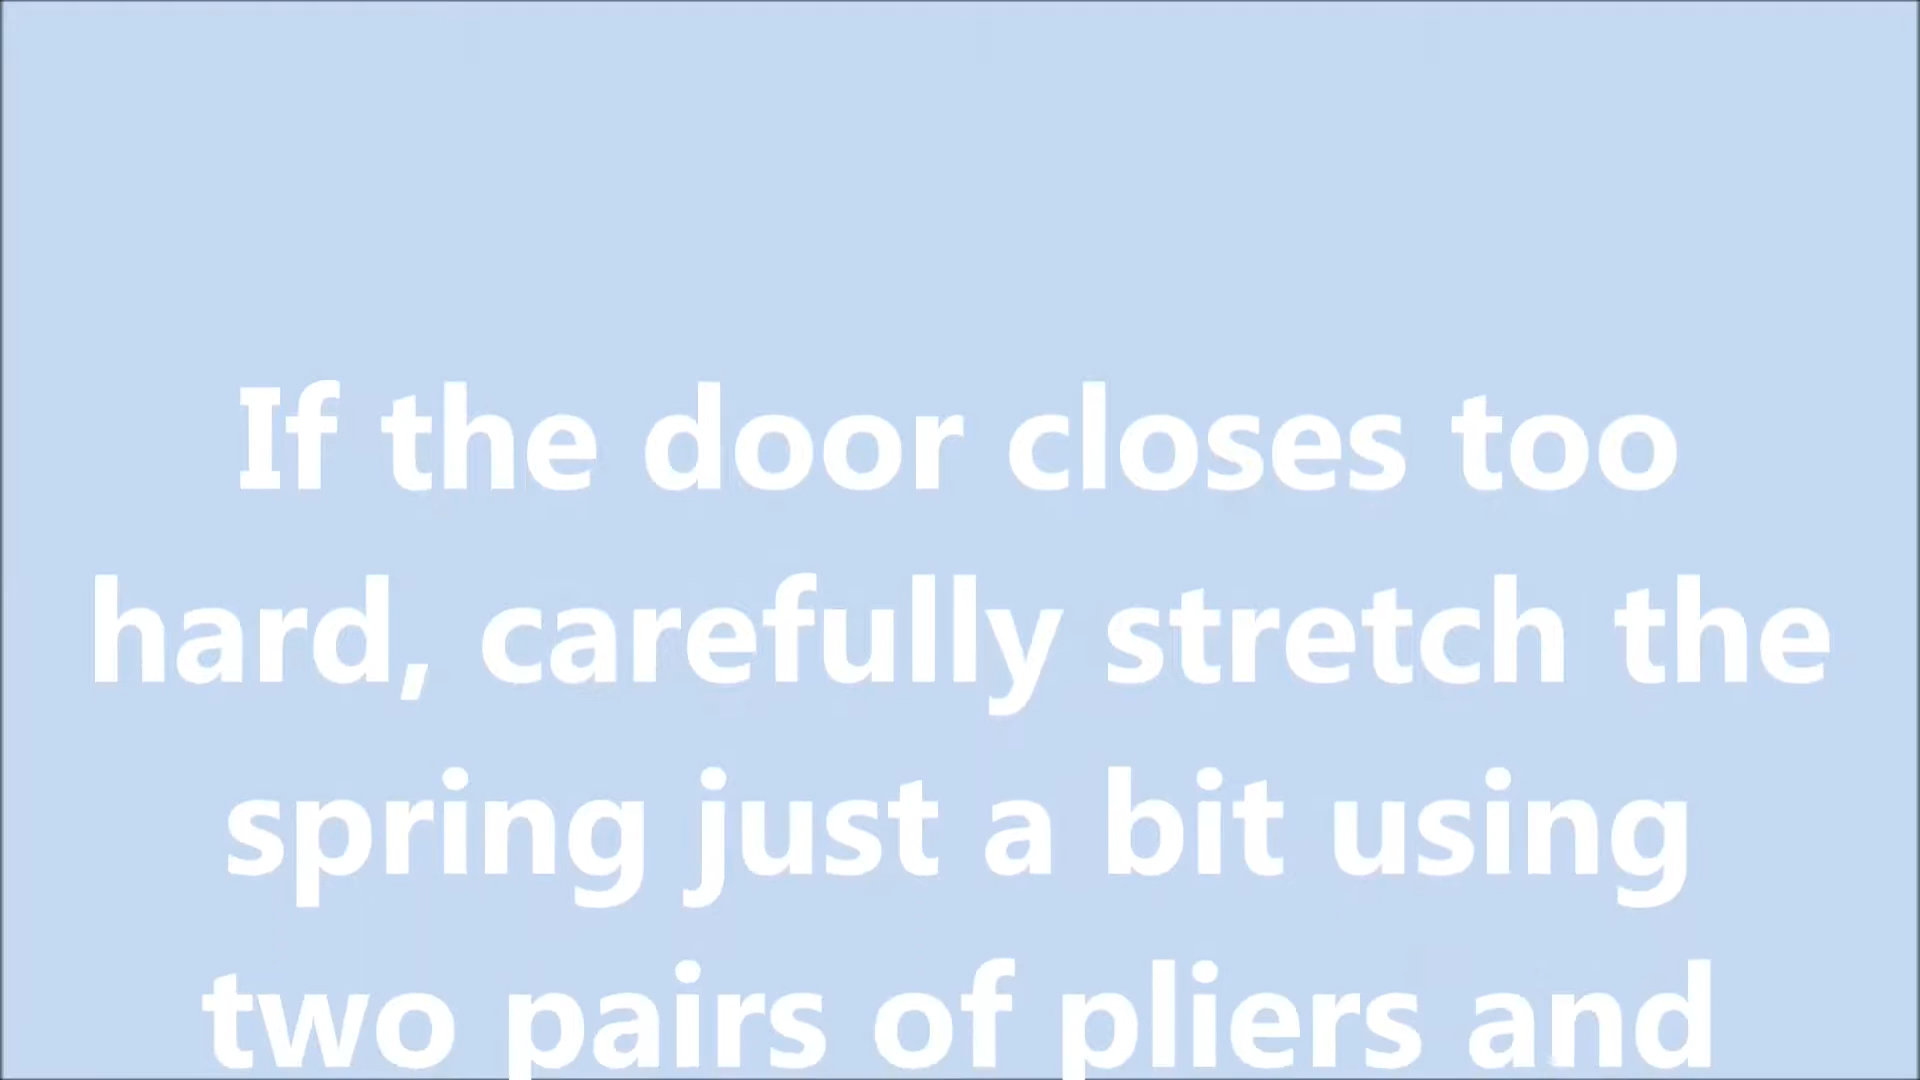 If the door closes too
hard, carefully stretch the
spring just a bit using
two pairs of pliers and